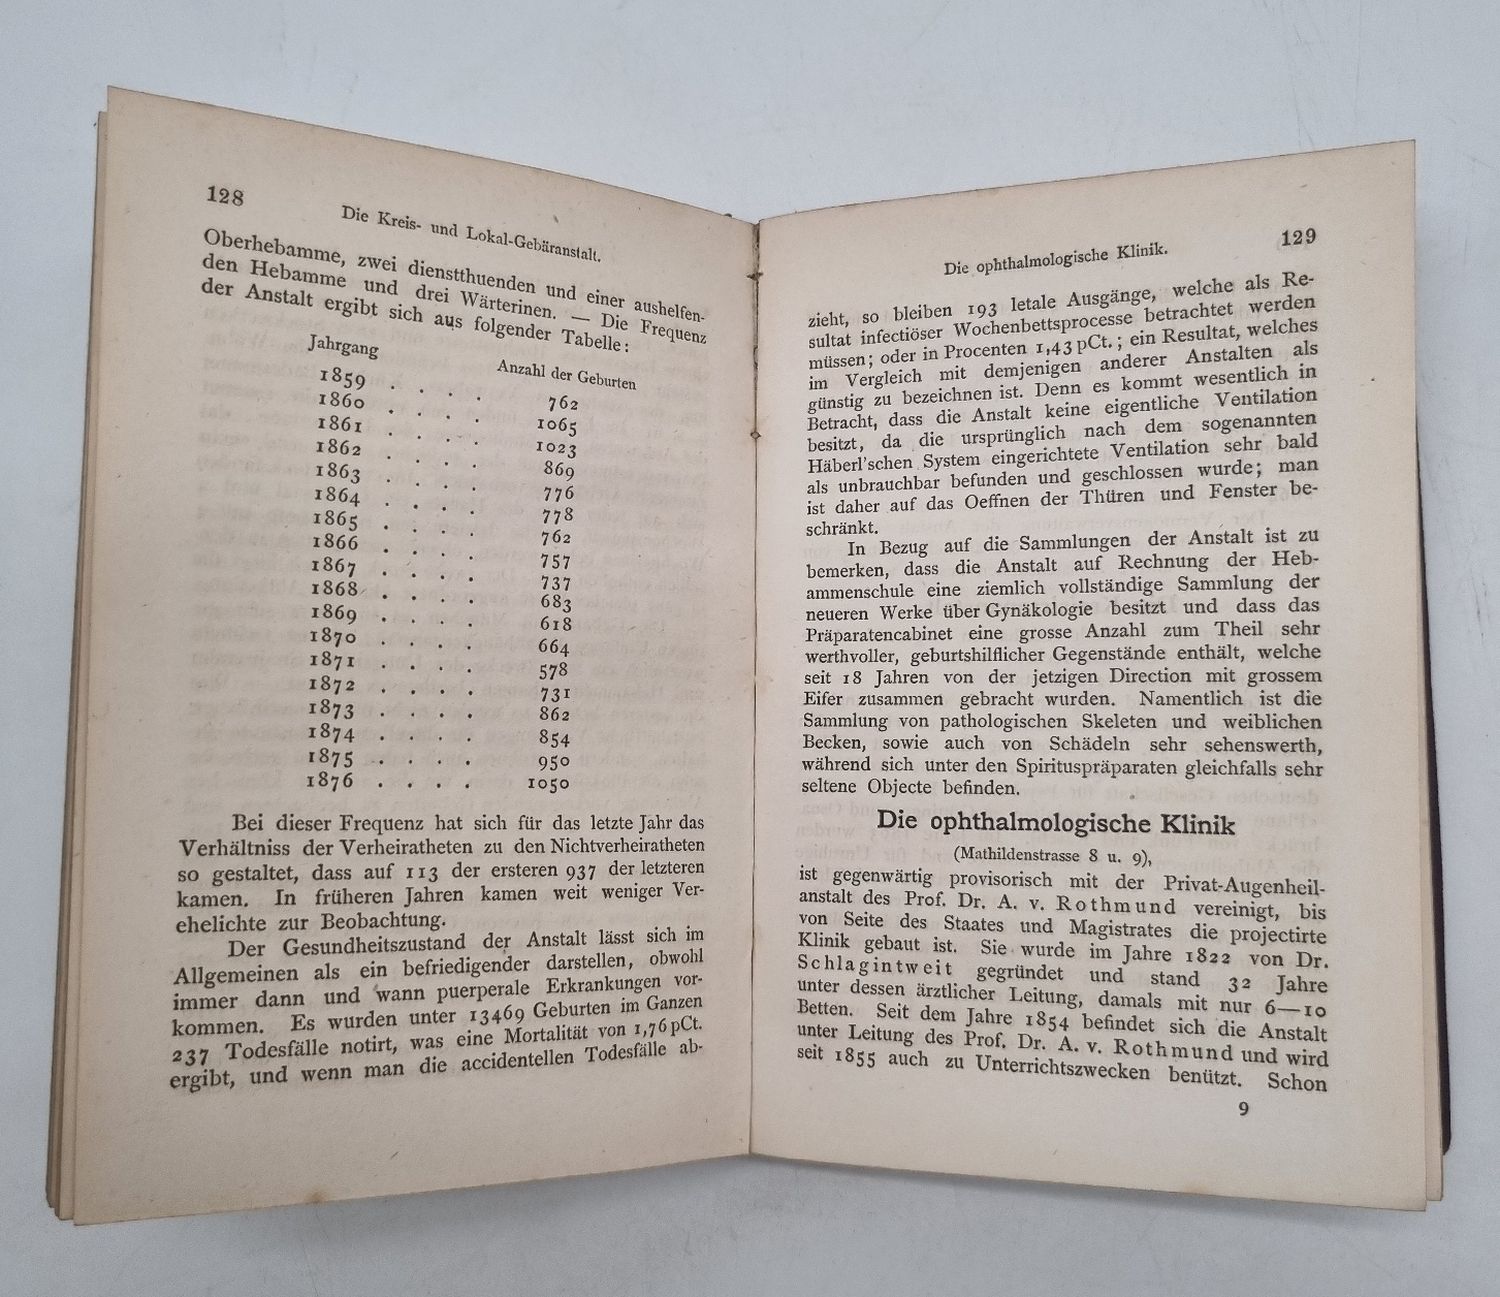 128
Die Kreis- und Lokal-Gebäranstalt.
Oberhebamme, zwei dienstthuenden und einer aushelfen-
den Hebamme und drei Wärterinen. — Die Frequenz
der Anstalt ergibt sich aus folgender Tabelle:
Jahrgang Anzahl der Geburten
1859 . . . . 762
1860 . . . . 1065
1861 . . . . 1023
1862 . . . . 869
1863 . . . . 776
1864 . . . . 778
1865 . . . . 762
1866 . . . . 757
1867 . . . . 737
1868 . . . . 683
1869 . . . . 618
1870 . . . . 664
1871 . . . . 578
1872 . . . . 731
1873 . . . . 862
1874 . . . . 854
1875 . . . . 950
1876 . . . . 1050
Bei dieser Frequenz hat sich für das letzte Jahr das
Verhältniss der Verheiratheten zu den Nichtverheiratheten
so gestaltet, dass auf 113 der ersteren 937 der letzteren
kamen. In früheren Jahren kamen weit weniger Ver-
ehelichte zur Beobachtung.
Der Gesundheitszustand der Anstalt lässt sich im
Allgemeinen als ein befriedigender darstellen, obwohl
immer dann und wann puerperale Erkrankungen vor-
kommen. Es wurden unter 13469 Geburten im Ganzen
237 Todesfälle notirt, was eine Mortalität von 1,76 pCt.
ergibt, und wenn man die accidentellen Todesfälle ab-
Die ophthalmologische Klinik.
129
zieht, so bleiben 193 letale Ausgänge, welche als Re-
sultat infectiöser Wochenbettsprocesse betrachtet werden
müssen; oder in Procenten 1,43 pCt.; ein Resultat, welches
im Vergleich mit demjenigen anderer Anstalten als
günstig zu bezeichnen ist. Denn es kommt wesentlich in
Betracht, dass die Anstalt keine eigentliche Ventilation
besitzt, da die ursprünglich nach dem sogenannten
Häberl'schen System eingerichtete Ventilation sehr bald
als unbrauchbar befunden und geschlossen wurde; man
ist daher auf das Oeffnen der Thüren und Fenster be-
schränkt.
In Bezug auf die Sammlungen der Anstalt ist zu
bemerken, dass die Anstalt auf Rechnung der Heb-
ammenschule eine ziemlich vollständige Sammlung der
neueren Werke über Gynäkologie besitzt und dass das
Präparatencabinet eine grosse Anzahl zum Theil sehr
werthvoller, geburtshilflicher Gegenstände enthält, welche
seit 18 Jahren von der jetzigen Direction mit grossem
Eifer zusammen gebracht wurden. Namentlich ist die
Sammlung von pathologischen Skeleten und weiblichen
Becken, sowie auch von Schädeln sehr sehenswerth,
während sich unter den Spirituspräparaten gleichfalls sehr
seltene Objecte befinden.
Die ophthalmologische Klinik
(Mathildenstrasse 8 u. 9),
ist gegenwärtig provisorisch mit der Privat-Augenheil-
anstalt des Prof. Dr. A. v. Rothmund vereinigt, bis
von Seite des Staates und Magistrates die projectirte
Klinik gebaut ist. Sie wurde im Jahre 1822 von Dr.
Schlagintweit gegründet und stand 32 Jahre
unter dessen ärztlicher Leitung, damals mit nur 6—10
Betten. Seit dem Jahre 1854 befindet sich die Anstalt
unter Leitung des Prof. Dr. A. v. Rothmund und wird
seit 1855 auch zu Unterrichtszwecken benützt. Schon
9